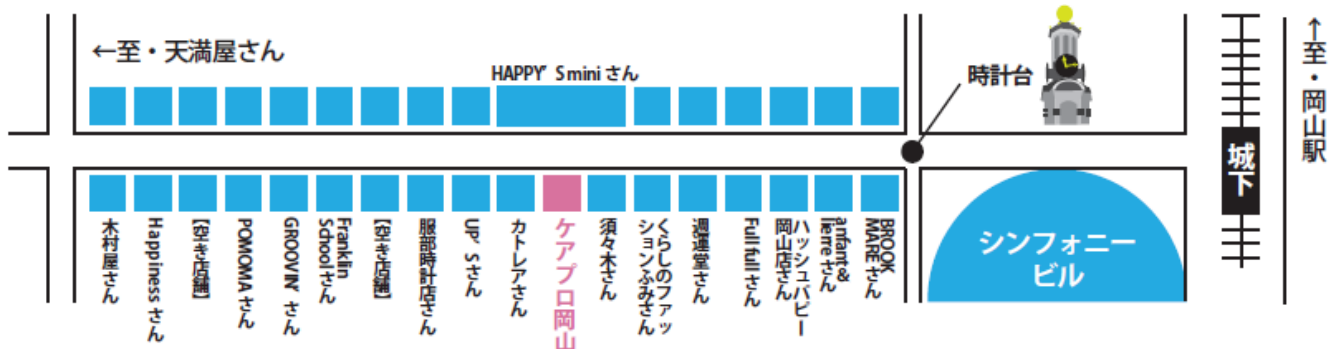 ←至・天満屋さん
HAPPY'S mini さん
時計台
↑至・岡山駅
城下
木村屋さん
Happiness さん
【空き店舗】
POMOMA さん
GROOVIN' さん
Franklin
School さん
【空き店舗】
服部時計店さん
UP'S さん
カトレアさん
ケアプロ岡山
須々木さん
くらしのファッ
ションふみさん
週運堂さん
Full full さん
ハッシュパピー
岡山店さん
anfant &
lierre さん
BROOK
MARE さん
シンフォニー
ビル